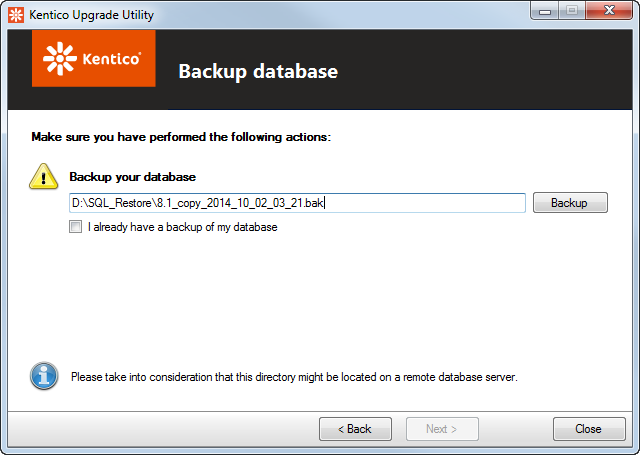 Kentico Upgrade Utility
Kentico®
Backup database
Make sure you have performed the following actions:
Backup your database
D:\SQL_Restore\8.1_copy_2014_10_02_03_21.bak
Backup
I already have a backup of my database
Please take into consideration that this directory might be located on a remote database server.
< Back
Next >
Close